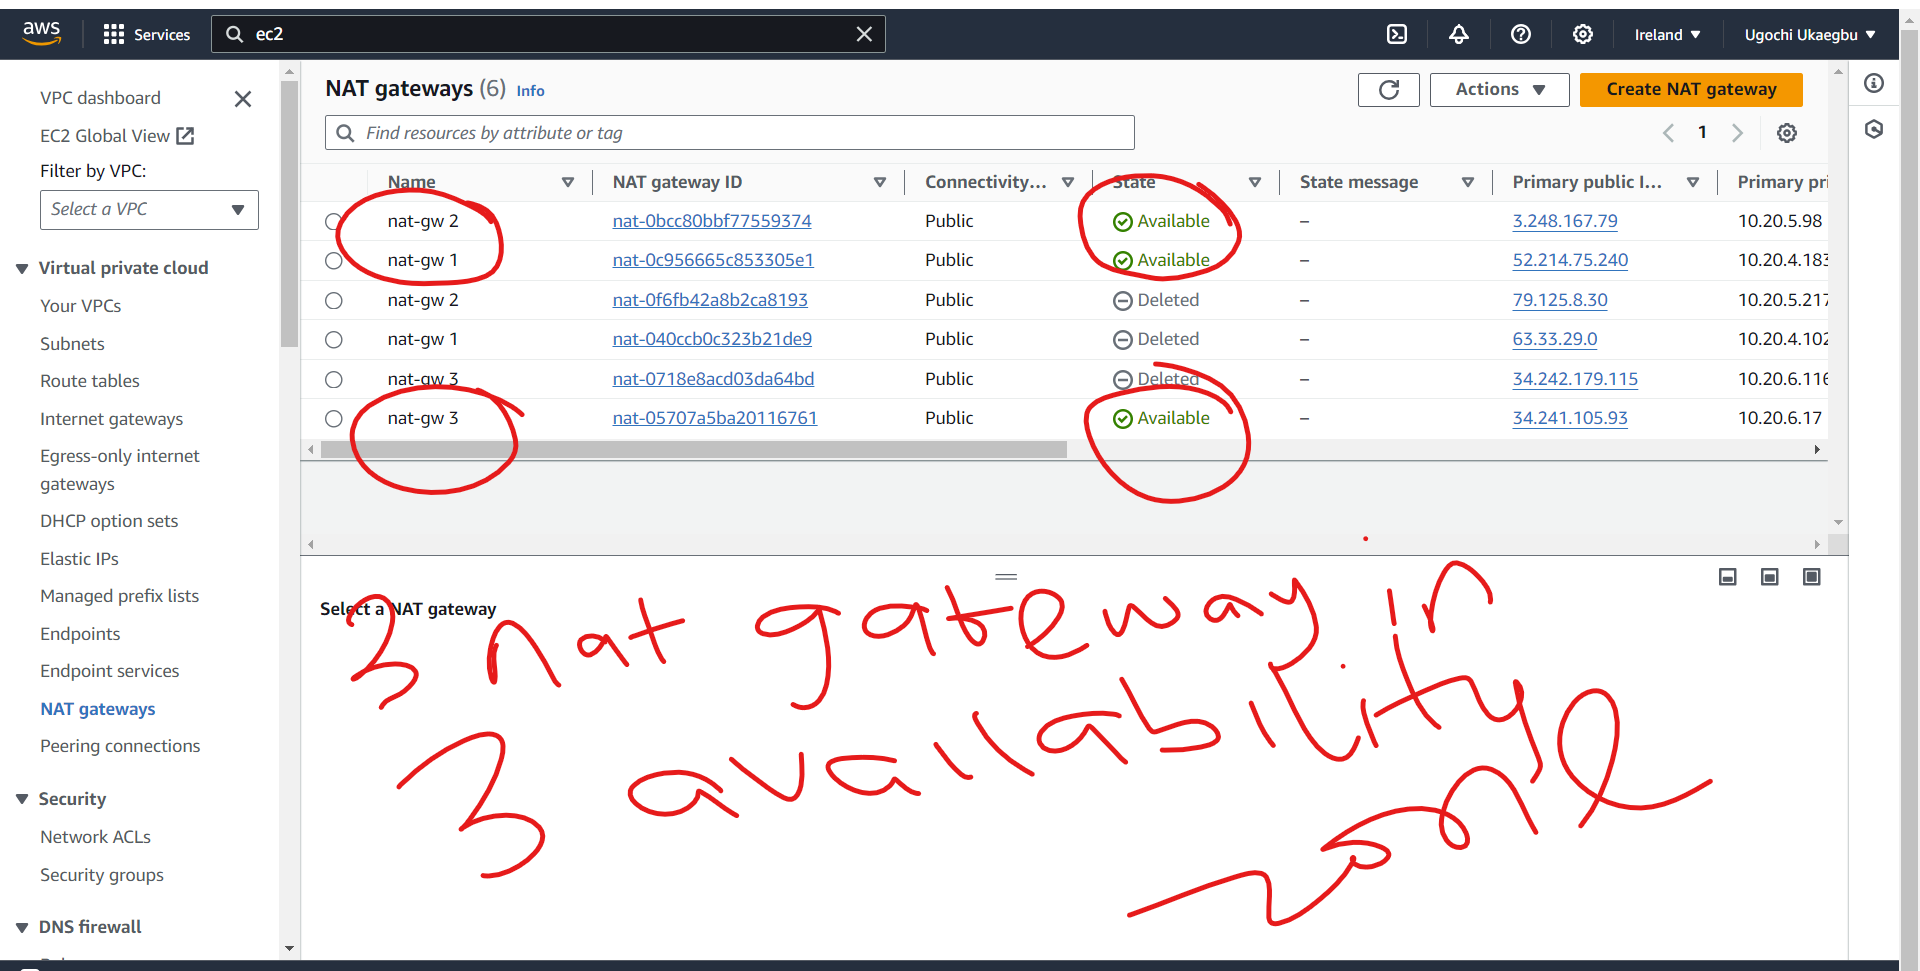 aws
Services
ec2
Ireland
Ugochi Ukaegbu
VPC dashboard
EC2 Global View
Filter by VPC:
Select a VPC
Virtual private cloud
Your VPCs
Subnets
Route tables
Internet gateways
Egress-only internet
gateways
DHCP option sets
Elastic IPs
Managed prefix lists
Endpoints
Endpoint services
NAT gateways
Peering connections
Security
Network ACLs
Security groups
DNS firewall
NAT gateways (6) Info
Actions
Create NAT gateway
Find resources by attribute or tag
1
Name NAT gateway ID Connectivity... State State message Primary public I... Primary pri
nat-gw 2 nat-0bcc80bbf77559374 Public Available – 3.248.167.79 10.20.5.98
nat-gw 1 nat-0c956665c853305e1 Public Available – 52.214.75.240 10.20.4.183
nat-gw 2 nat-0f6fb42a8b2ca8193 Public Deleted – 79.125.8.30 10.20.5.217
nat-gw 1 nat-040ccb0c323b21de9 Public Deleted – 63.33.29.0 10.20.4.102
nat-gw 3 nat-0718e8acd03da64bd Public Deleted – 34.242.179.115 10.20.6.116
nat-gw 3 nat-05707a5ba20116761 Public Available – 34.241.105.93 10.20.6.17
Select a NAT gateway
3 nat gateway in
3 availability
zone